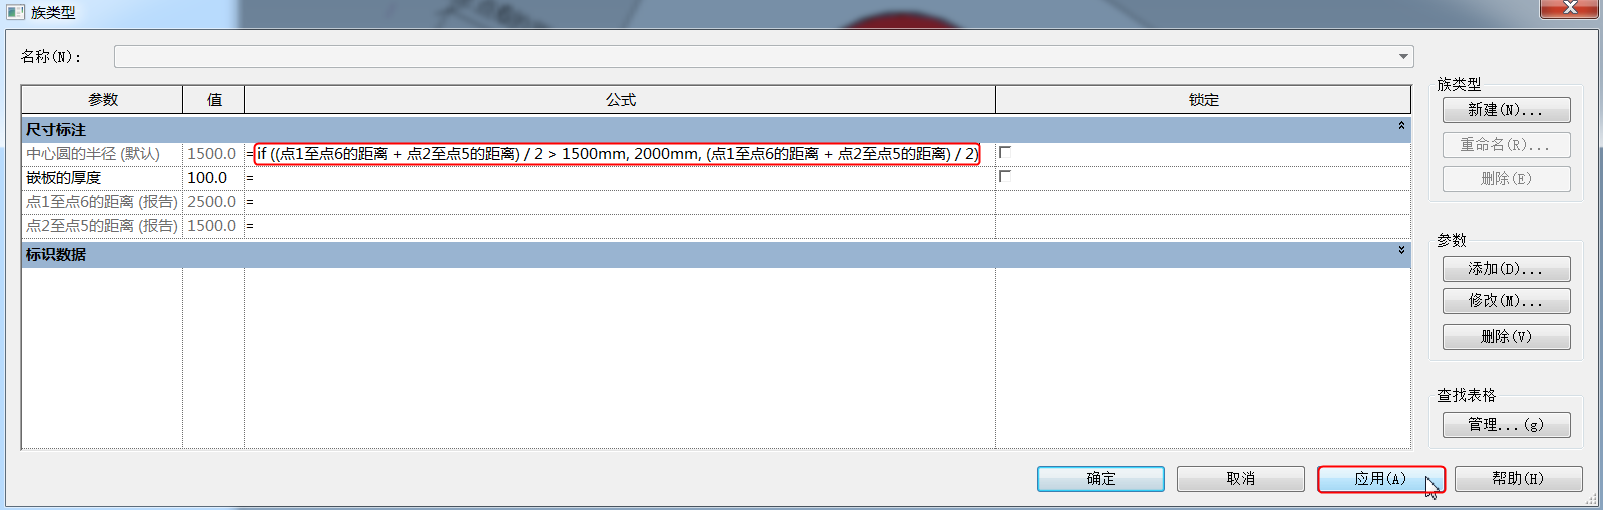 族类型
名称(N):
参数 值 公式 锁定
尺寸标注
中心圆的半径 (默认) 1500.0 =if ((点1至点6的距离 + 点2至点5的距离) / 2 > 1500mm, 2000mm, (点1至点6的距离 + 点2至点5的距离) / 2)
嵌板的厚度 100.0 =
点1至点6的距离 (报告) 2500.0 =
点2至点5的距离 (报告) 1500.0 =
标识数据
族类型
新建(N)...
重命名(R)...
删除(E)
参数
添加(D)...
修改(M)...
删除(V)
查找表格
管理...(g)
确定 取消 应用(A) 帮助(H)